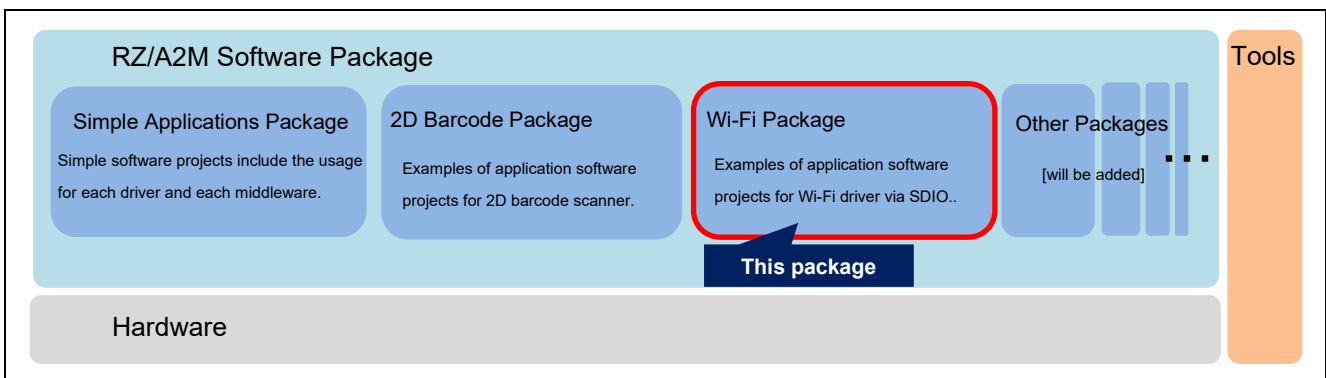 RZ/A2M Software Package
Tools
Simple Applications Package
Simple software projects include the usage
for each driver and each middleware.
2D Barcode Package
Examples of application software
projects for 2D barcode scanner.
Wi-Fi Package
Examples of application software
projects for Wi-Fi driver via SDIO..
This package
Other Packages
[will be added]
...
Hardware